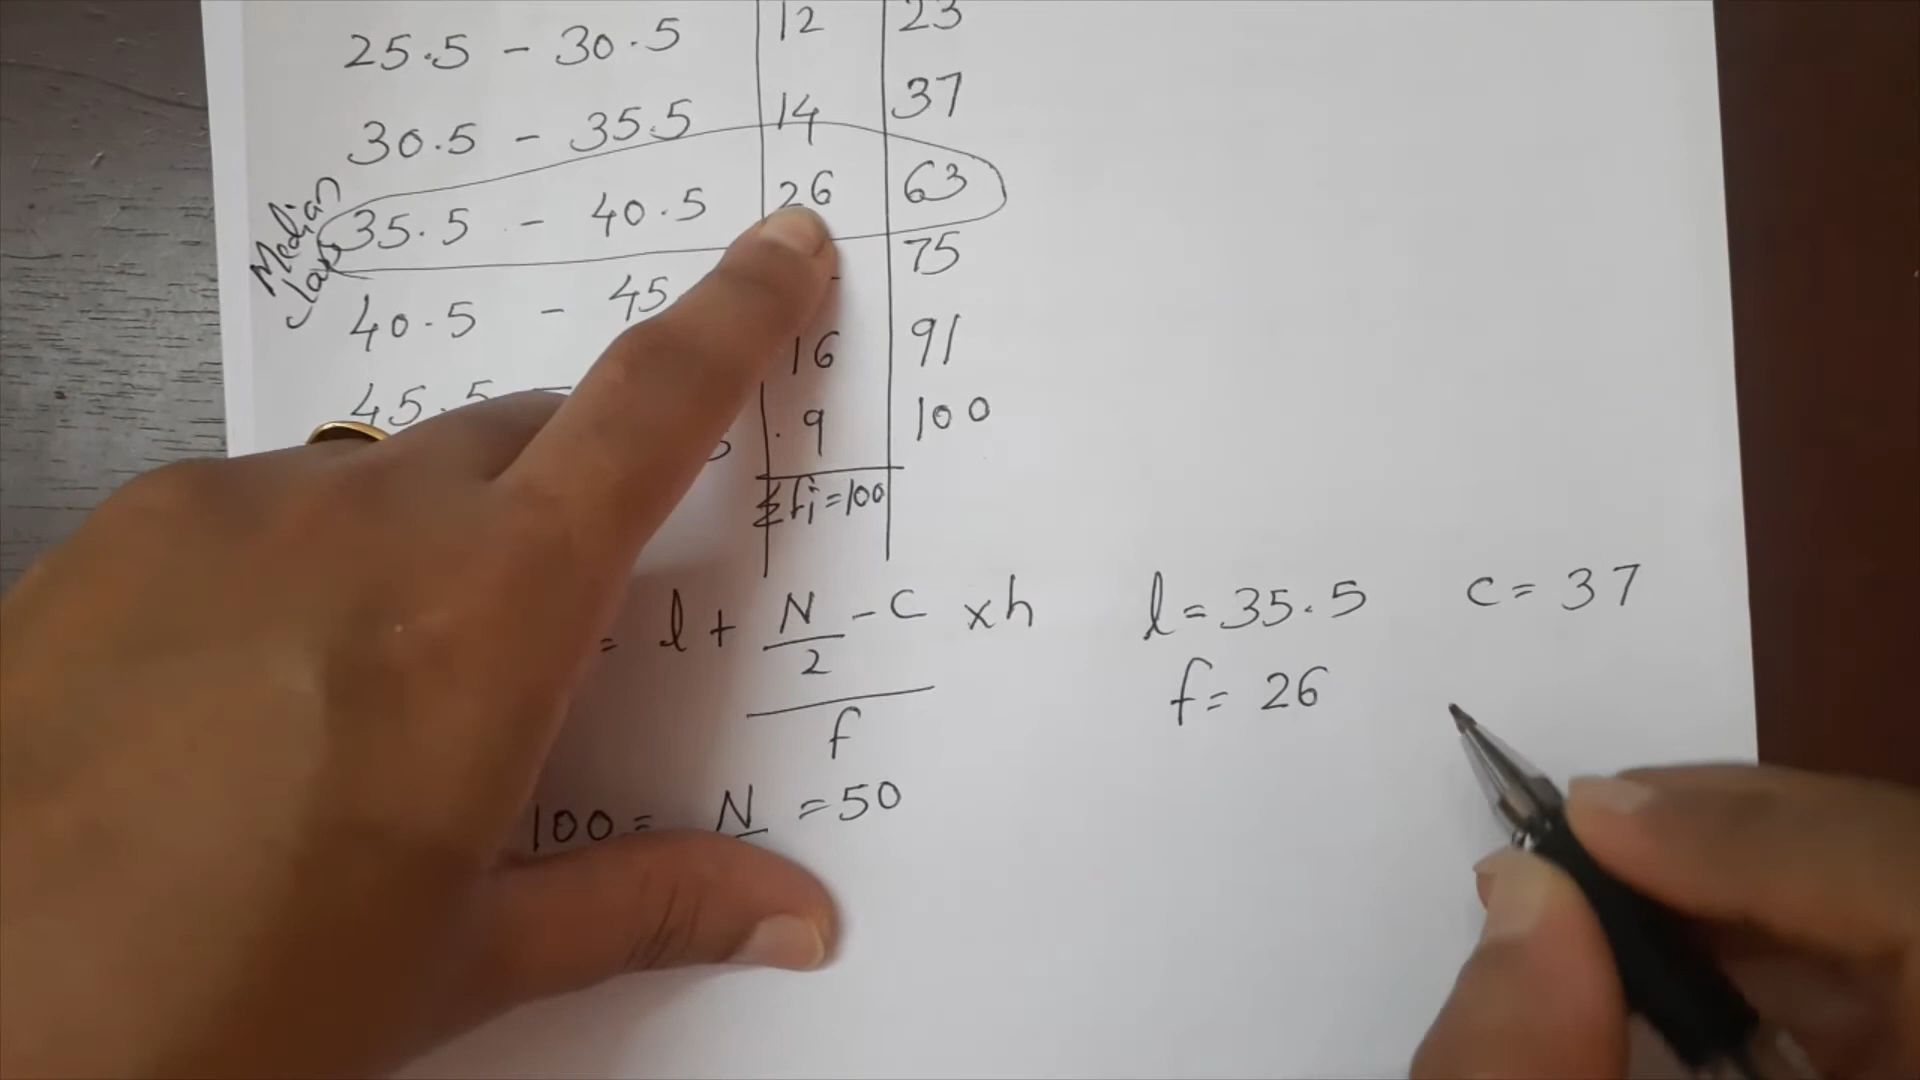 25.5 - 30.5 12 23
30.5 - 35.5 14 37
Median
35.5 - 40.5 26 63
40.5 - 45 75
16 91
45.5 -
5 9 100
Σfi=100
= l + N/2 - C × h
f
l = 35.5 c = 37
f = 26
100 = N = 50